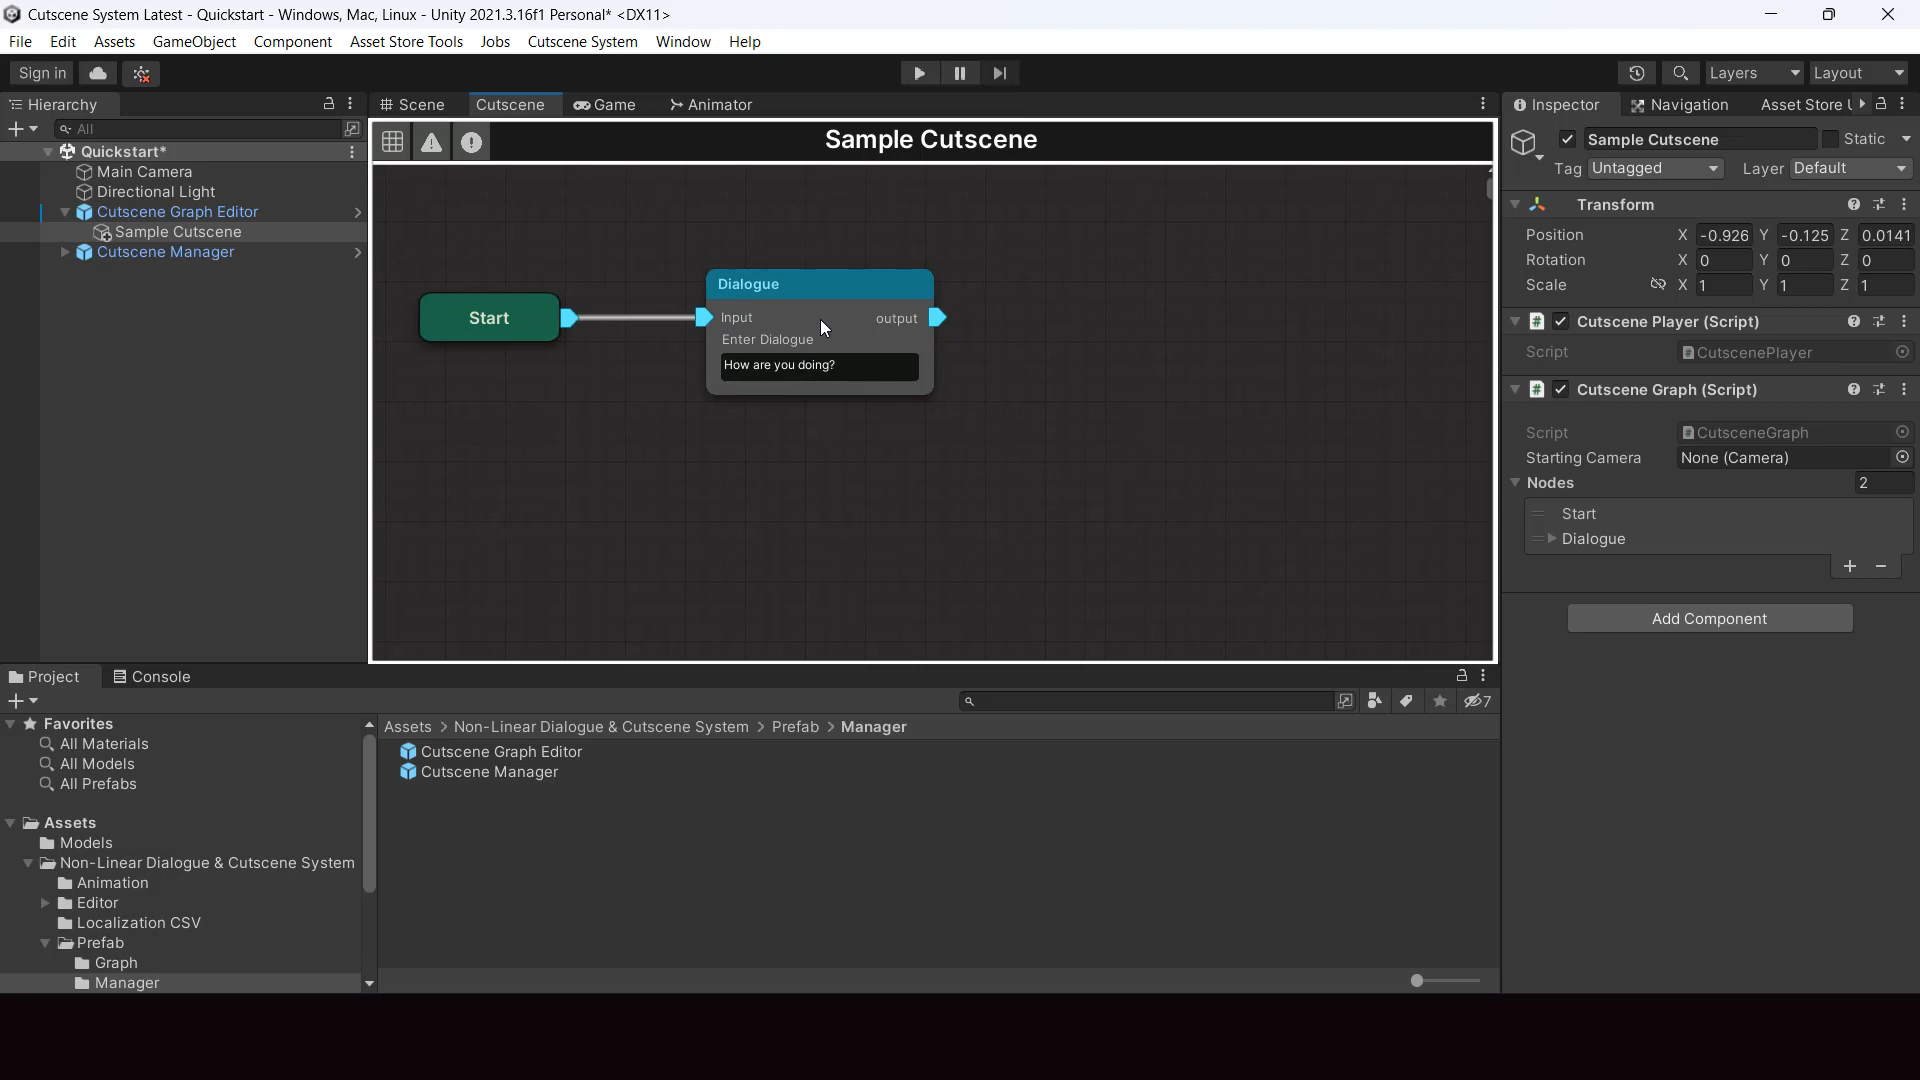 Cutscene System Latest - Quickstart - Windows, Mac, Linux - Unity 2021.3.16f1 Personal* <DX11>
File Edit Assets GameObject Component Asset Store Tools Jobs Cutscene System Window Help
Sign in
Layers
Layout
Hierarchy
All
Quickstart*
Main Camera
Directional Light
Cutscene Graph Editor
Sample Cutscene
Cutscene Manager
Scene Cutscene Game Animator
Sample Cutscene
Start
Dialogue
Input output
Enter Dialogue
How are you doing?
Inspector Navigation Asset Store
Sample Cutscene Static
Tag Untagged Layer Default
Transform
Position X -0.926 Y -0.125 Z 0.0141
Rotation X 0 Y 0 Z 0
Scale X 1 Y 1 Z 1
Cutscene Player (Script)
Script CutscenePlayer
Cutscene Graph (Script)
Script CutsceneGraph
Starting Camera None (Camera)
Nodes 2
Start
Dialogue
Add Component
Project Console
7
Favorites
All Materials
All Models
All Prefabs
Assets
Models
Non-Linear Dialogue & Cutscene System
Animation
Editor
Localization CSV
Prefab
Graph
Manager
Assets > Non-Linear Dialogue & Cutscene System > Prefab > Manager
Cutscene Graph Editor
Cutscene Manager